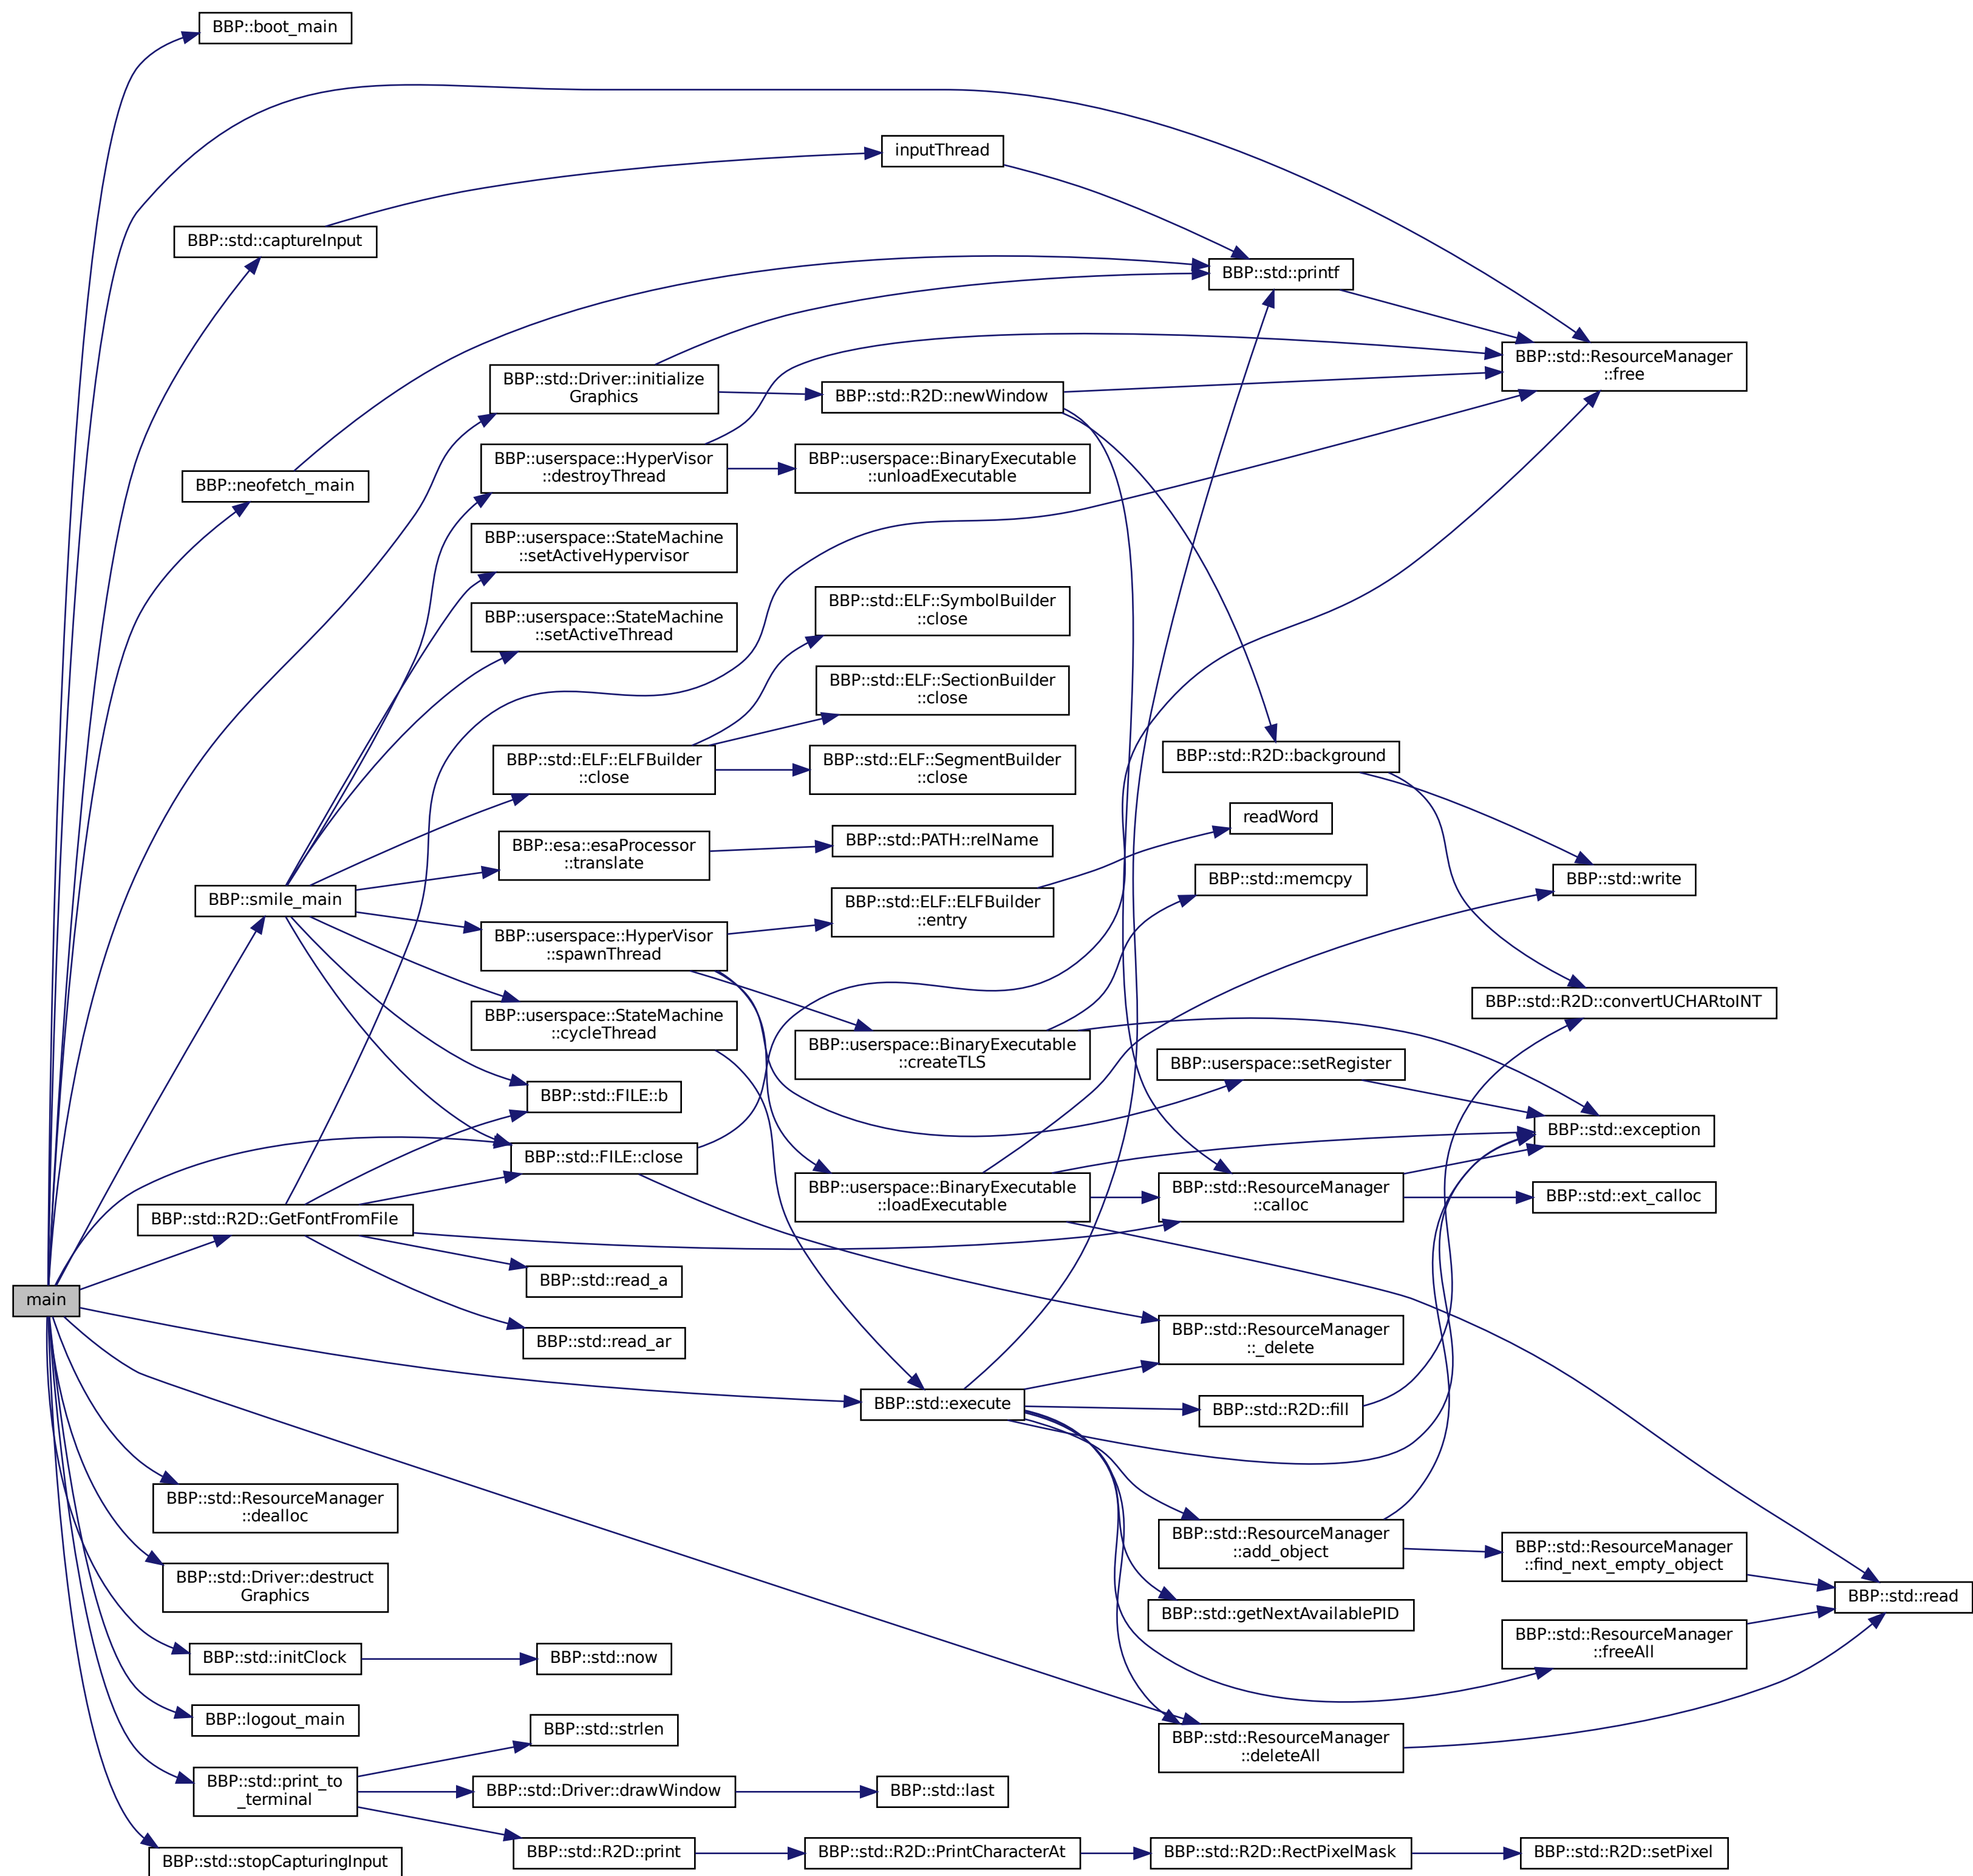 BBP::boot_main
inputThread
BBP::std::captureInput
BBP::std::printf
BBP::std::ResourceManager
::free
BBP::std::Driver::initialize
Graphics
BBP::std::R2D::newWindow
BBP::userspace::HyperVisor
::destroyThread
BBP::userspace::BinaryExecutable
::unloadExecutable
BBP::neofetch_main
BBP::userspace::StateMachine
::setActiveHypervisor
BBP::std::ELF::SymbolBuilder
::close
BBP::userspace::StateMachine
::setActiveThread
BBP::std::ELF::SectionBuilder
::close
BBP::std::ELF::ELFBuilder
::close
BBP::std::ELF::SegmentBuilder
::close
BBP::std::R2D::background
readWord
BBP::esa::esaProcessor
::translate
BBP::std::PATH::relName
BBP::std::memcpy
BBP::std::write
BBP::smile_main
BBP::std::ELF::ELFBuilder
::entry
BBP::userspace::HyperVisor
::spawnThread
BBP::std::R2D::convertUCHARtoINT
BBP::userspace::StateMachine
::cycleThread
BBP::userspace::BinaryExecutable
::createTLS
BBP::userspace::setRegister
BBP::std::FILE::b
BBP::std::exception
BBP::std::FILE::close
BBP::userspace::BinaryExecutable
::loadExecutable
BBP::std::ResourceManager
::calloc
BBP::std::ext_calloc
BBP::std::R2D::GetFontFromFile
BBP::std::read_a
main
BBP::std::read_ar
BBP::std::ResourceManager
::_delete
BBP::std::execute
BBP::std::R2D::fill
BBP::std::ResourceManager
::dealloc
BBP::std::ResourceManager
::add_object
BBP::std::ResourceManager
::find_next_empty_object
BBP::std::Driver::destruct
Graphics
BBP::std::read
BBP::std::getNextAvailablePID
BBP::std::ResourceManager
::freeAll
BBP::std::initClock
BBP::std::now
BBP::logout_main
BBP::std::strlen
BBP::std::ResourceManager
::deleteAll
BBP::std::print_to
_terminal
BBP::std::Driver::drawWindow
BBP::std::last
BBP::std::R2D::print
BBP::std::R2D::PrintCharacterAt
BBP::std::R2D::RectPixelMask
BBP::std::R2D::setPixel
BBP::std::stopCapturingInput